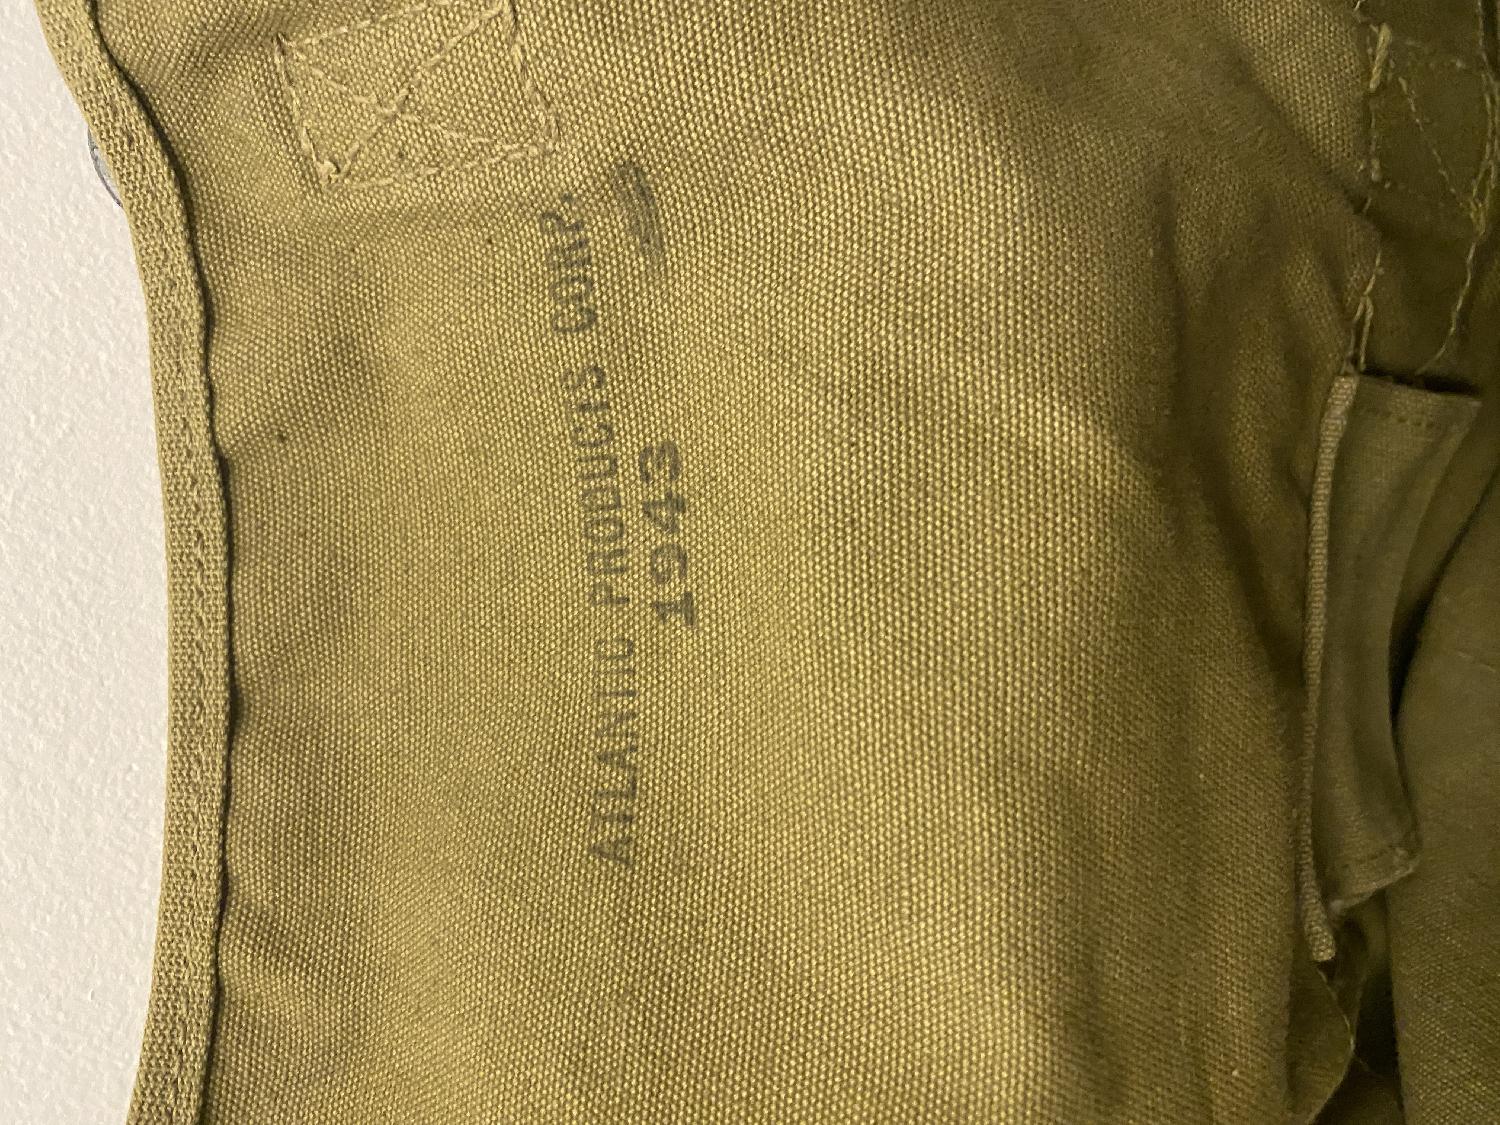 ATLANTIC PRODUCTS CORP.
1943